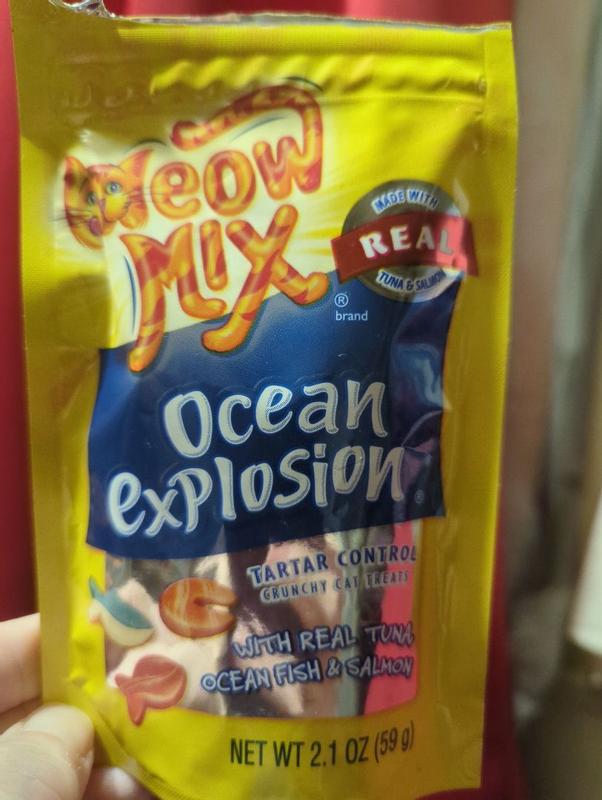 Meow
Mix
®
brand
MADE WITH
REAL
TUNA & SALMON
Ocean
explosion®
TARTAR CONTROL
CRUNCHY CAT TREATS
WITH REAL TUNA,
OCEAN FISH & SALMON
NET WT 2.1 OZ (59 g)